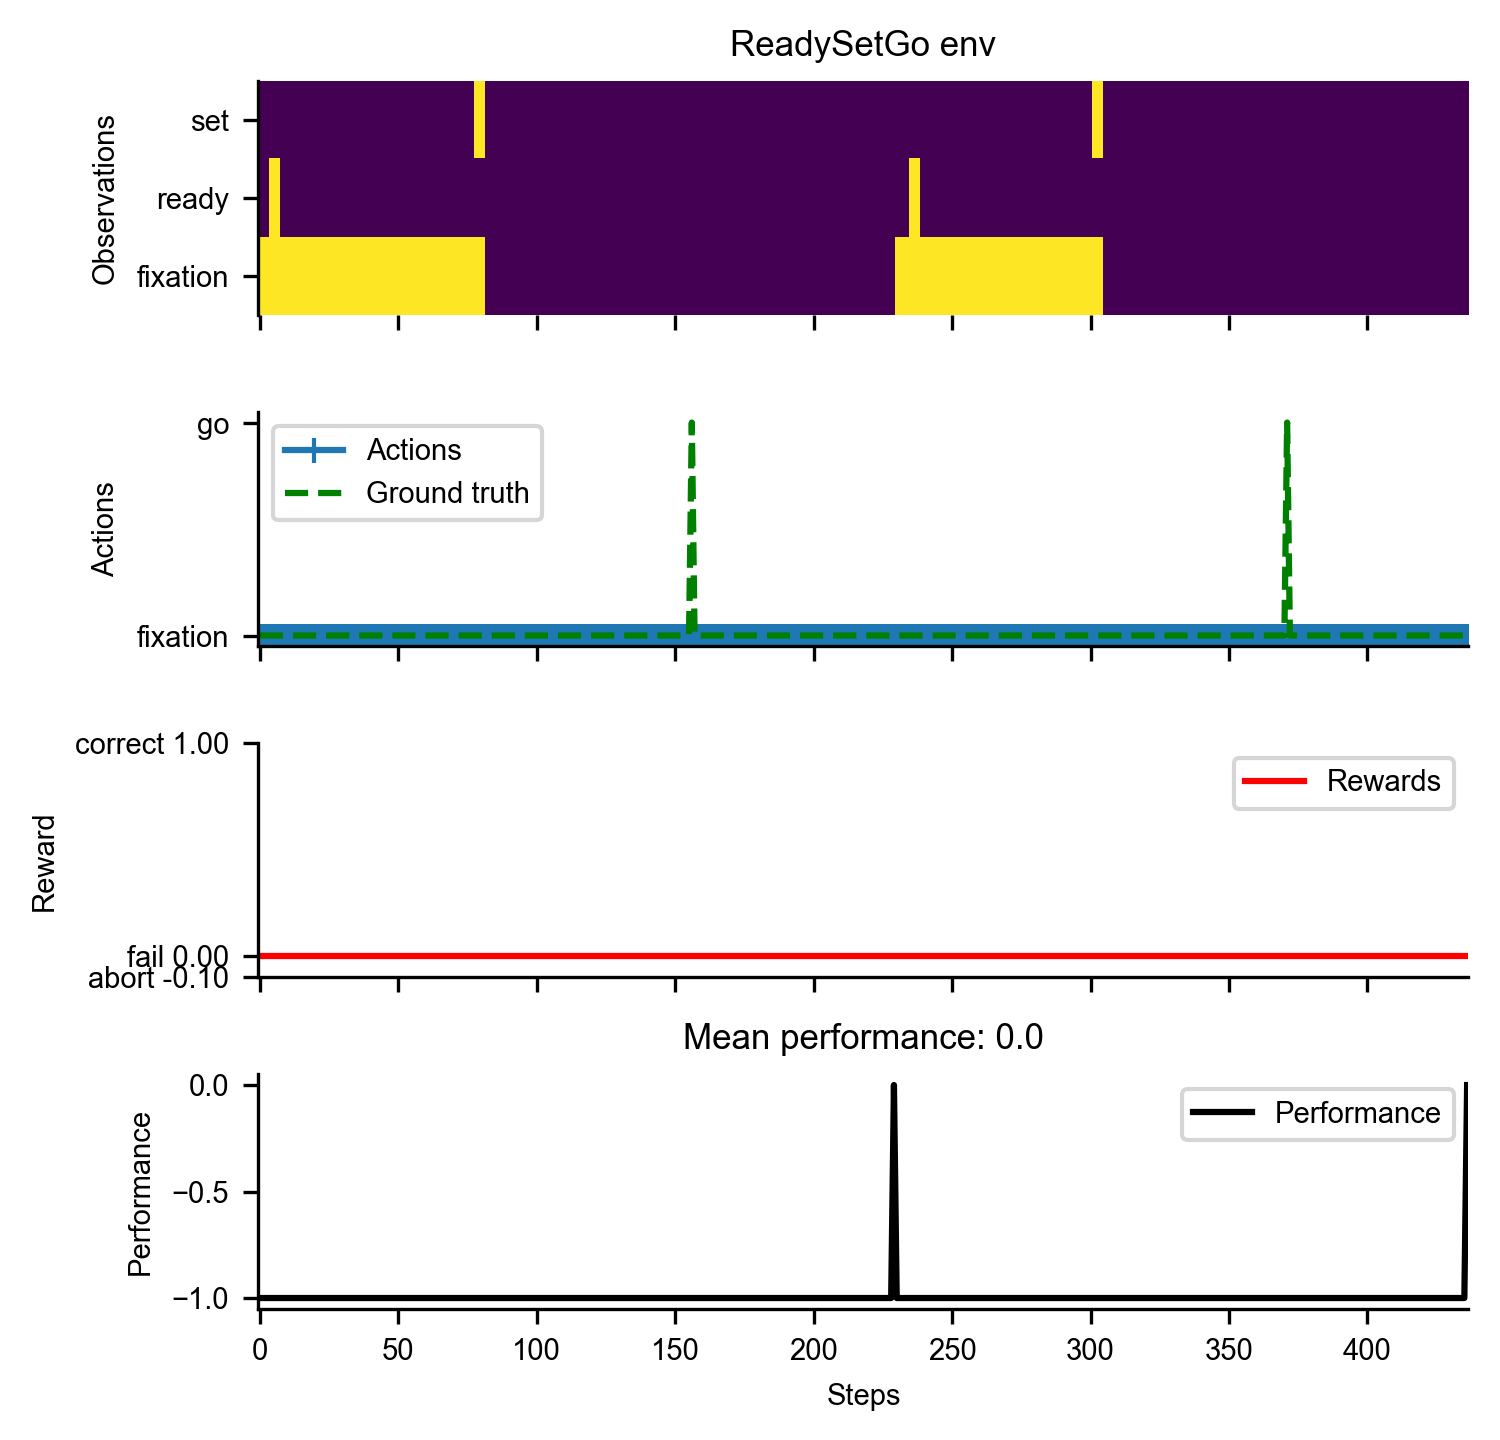 ReadySetGo env
Observations
set
ready
fixation
Actions
go
fixation
Actions
Ground truth
Reward
correct 1.00
fail 0.00
abort -0.10
Rewards
Mean performance: 0.0
Performance
0.0
−0.5
−1.0
Performance
0 50 100 150 200 250 300 350 400
Steps